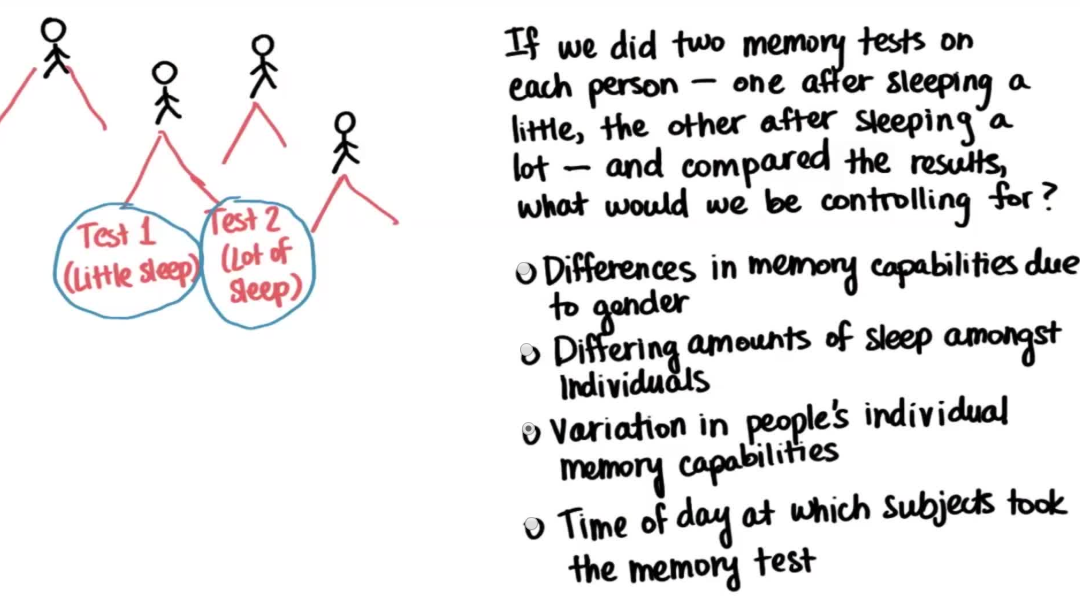 If we did two memory tests on
each person – one after sleeping a
little, the other after sleeping a
lot – and compared the results,
what would we be controlling for?
Test 1
(Little sleep)
Test 2
(Lot of
sleep)
Differences in memory capabilities due
to gender
Differing amounts of sleep amongst
individuals
Variation in people's individual
memory capabilities
Time of day at which subjects took
the memory test